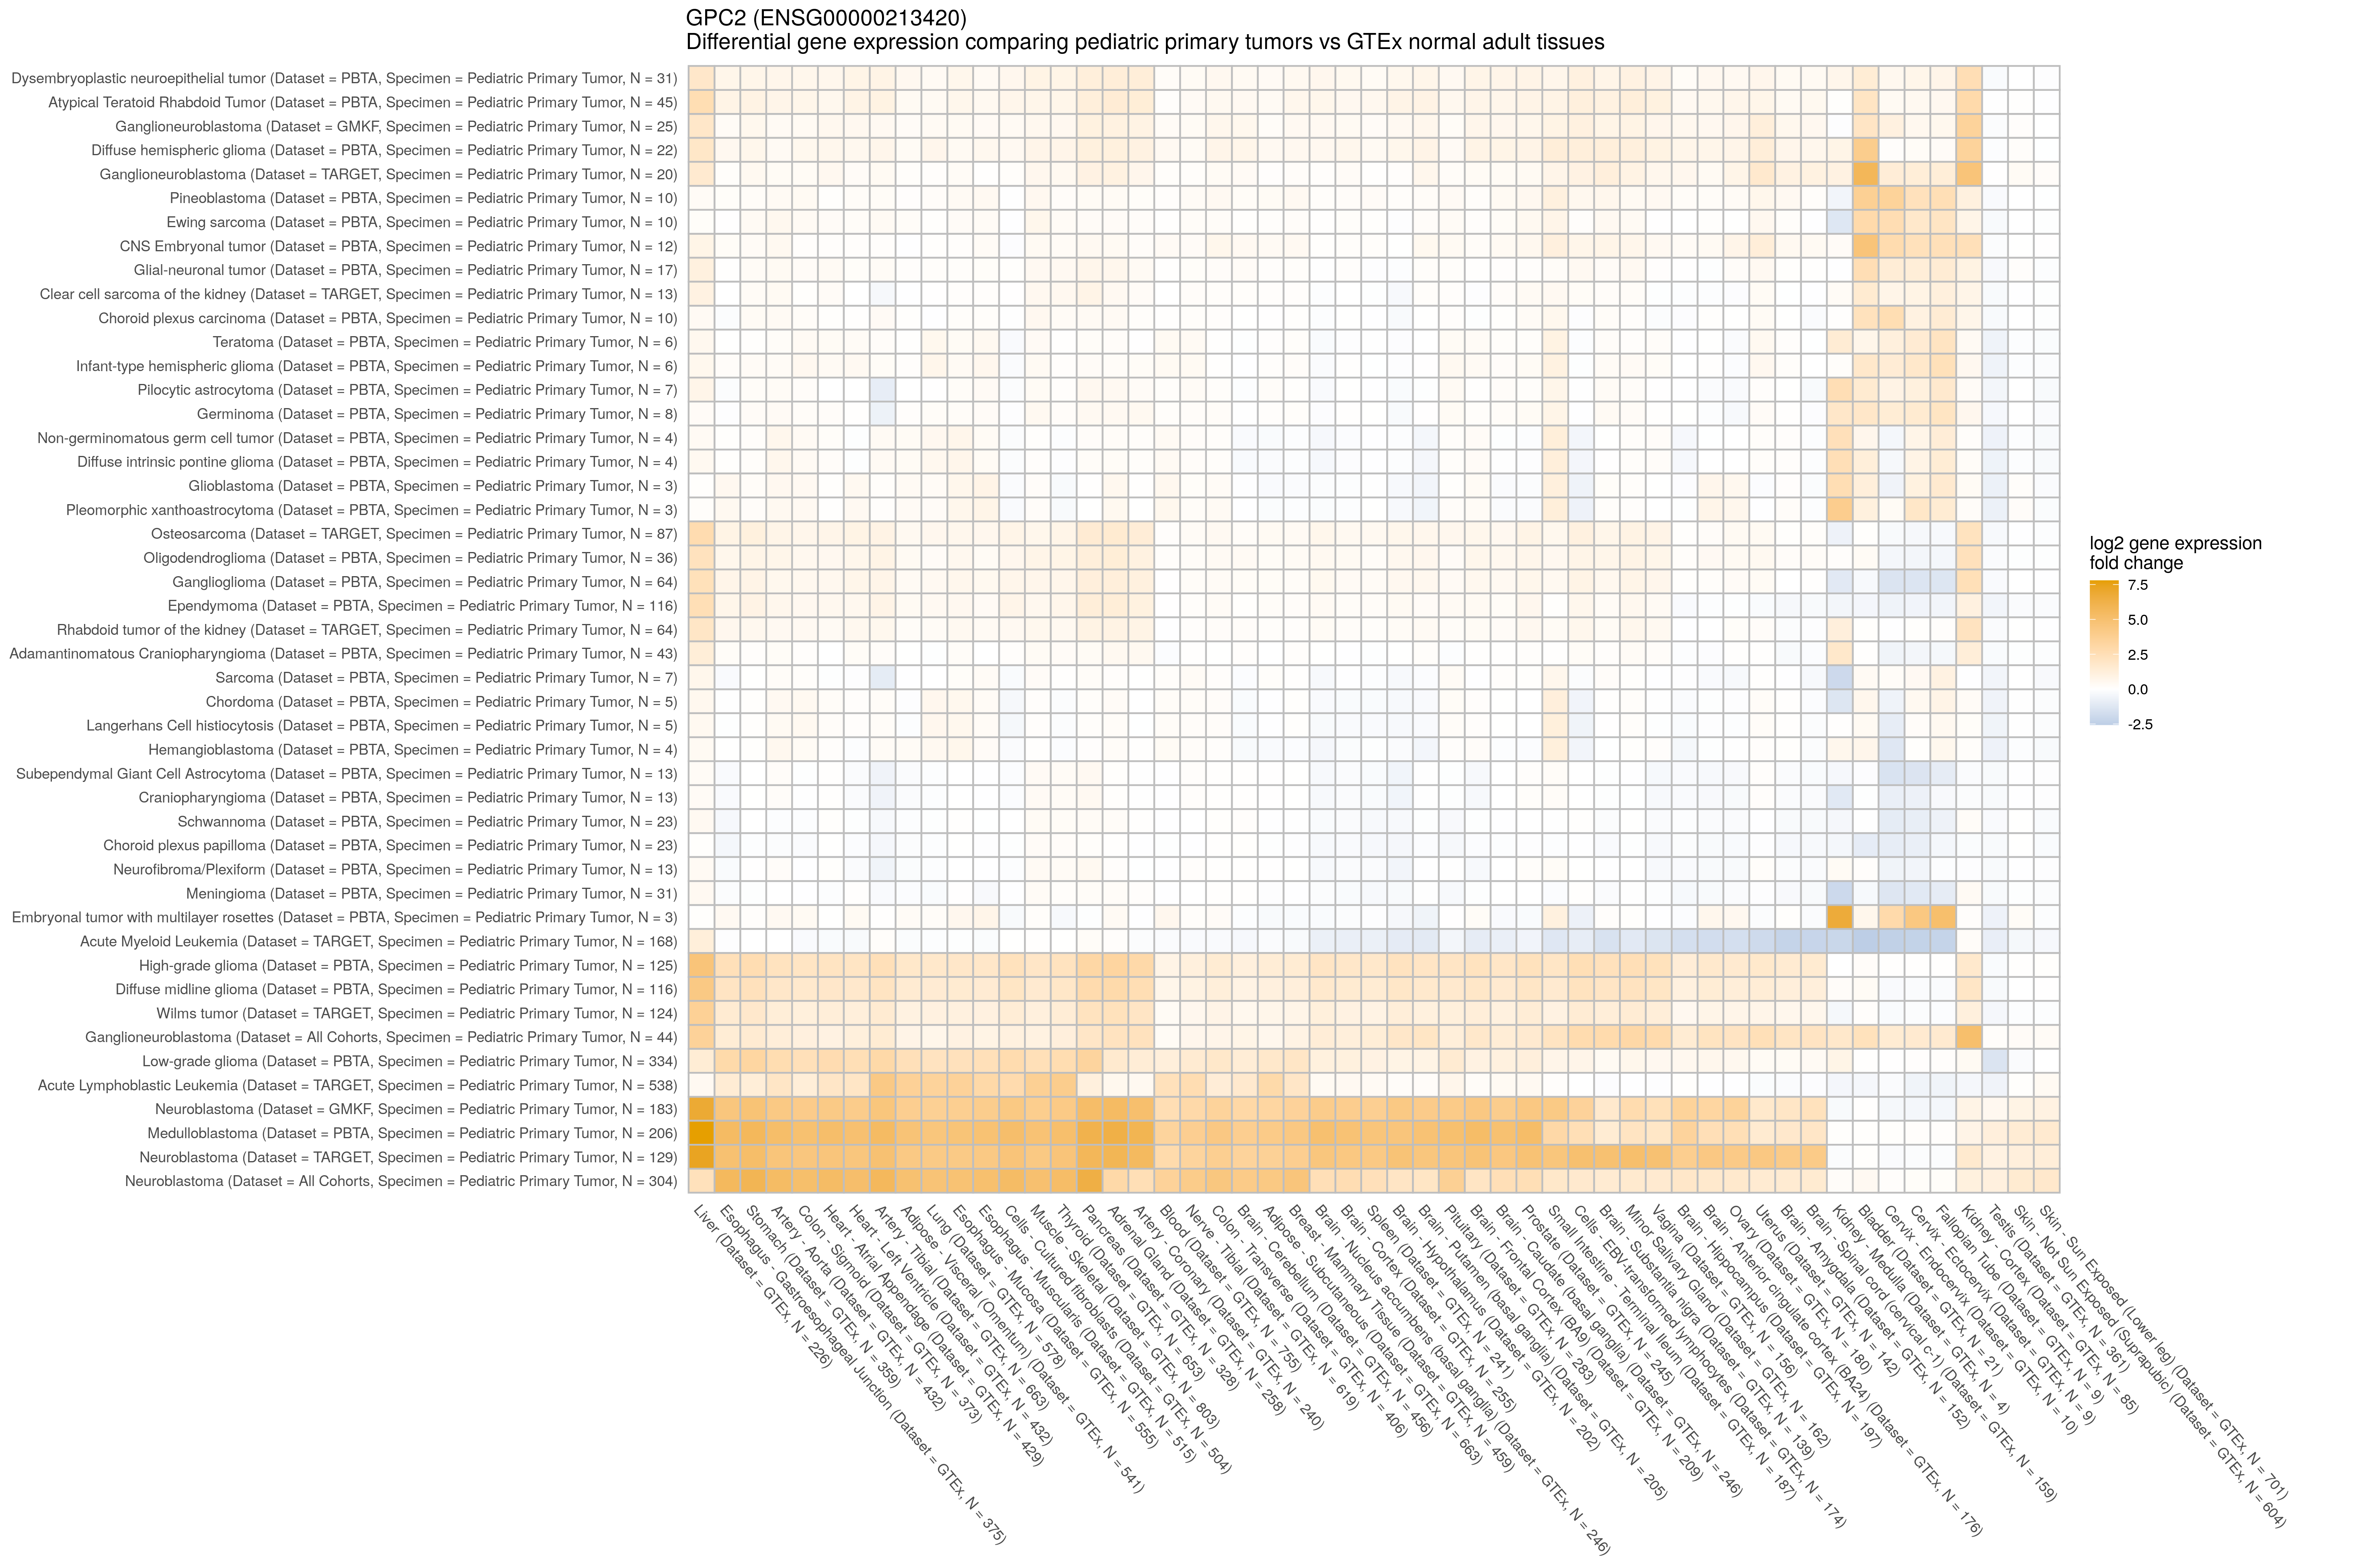 GPC2 (ENSG00000213420)
Differential gene expression comparing pediatric primary tumors vs GTEx normal adult tissues
Dysembryoplastic neuroepithelial tumor (Dataset = PBTA, Specimen = Pediatric Primary Tumor, N = 31)
Atypical Teratoid Rhabdoid Tumor (Dataset = PBTA, Specimen = Pediatric Primary Tumor, N = 45)
Ganglioneuroblastoma (Dataset = GMKF, Specimen = Pediatric Primary Tumor, N = 25)
Diffuse hemispheric glioma (Dataset = PBTA, Specimen = Pediatric Primary Tumor, N = 22)
Ganglioneuroblastoma (Dataset = TARGET, Specimen = Pediatric Primary Tumor, N = 20)
Pineoblastoma (Dataset = PBTA, Specimen = Pediatric Primary Tumor, N = 10)
Ewing sarcoma (Dataset = PBTA, Specimen = Pediatric Primary Tumor, N = 10)
CNS Embryonal tumor (Dataset = PBTA, Specimen = Pediatric Primary Tumor, N = 12)
Glial-neuronal tumor (Dataset = PBTA, Specimen = Pediatric Primary Tumor, N = 17)
Clear cell sarcoma of the kidney (Dataset = TARGET, Specimen = Pediatric Primary Tumor, N = 13)
Choroid plexus carcinoma (Dataset = PBTA, Specimen = Pediatric Primary Tumor, N = 10)
Teratoma (Dataset = PBTA, Specimen = Pediatric Primary Tumor, N = 6)
Infant-type hemispheric glioma (Dataset = PBTA, Specimen = Pediatric Primary Tumor, N = 6)
Pilocytic astrocytoma (Dataset = PBTA, Specimen = Pediatric Primary Tumor, N = 7)
Germinoma (Dataset = PBTA, Specimen = Pediatric Primary Tumor, N = 8)
Non-germinomatous germ cell tumor (Dataset = PBTA, Specimen = Pediatric Primary Tumor, N = 4)
Diffuse intrinsic pontine glioma (Dataset = PBTA, Specimen = Pediatric Primary Tumor, N = 4)
Glioblastoma (Dataset = PBTA, Specimen = Pediatric Primary Tumor, N = 3)
Pleomorphic xanthoastrocytoma (Dataset = PBTA, Specimen = Pediatric Primary Tumor, N = 3)
Osteosarcoma (Dataset = TARGET, Specimen = Pediatric Primary Tumor, N = 87)
Oligodendroglioma (Dataset = PBTA, Specimen = Pediatric Primary Tumor, N = 36)
Ganglioglioma (Dataset = PBTA, Specimen = Pediatric Primary Tumor, N = 64)
Ependymoma (Dataset = PBTA, Specimen = Pediatric Primary Tumor, N = 116)
Rhabdoid tumor of the kidney (Dataset = TARGET, Specimen = Pediatric Primary Tumor, N = 64)
Adamantinomatous Craniopharyngioma (Dataset = PBTA, Specimen = Pediatric Primary Tumor, N = 43)
Sarcoma (Dataset = PBTA, Specimen = Pediatric Primary Tumor, N = 7)
Chordoma (Dataset = PBTA, Specimen = Pediatric Primary Tumor, N = 5)
Langerhans Cell histiocytosis (Dataset = PBTA, Specimen = Pediatric Primary Tumor, N = 5)
Hemangioblastoma (Dataset = PBTA, Specimen = Pediatric Primary Tumor, N = 4)
Subependymal Giant Cell Astrocytoma (Dataset = PBTA, Specimen = Pediatric Primary Tumor, N = 13)
Craniopharyngioma (Dataset = PBTA, Specimen = Pediatric Primary Tumor, N = 13)
Schwannoma (Dataset = PBTA, Specimen = Pediatric Primary Tumor, N = 23)
Choroid plexus papilloma (Dataset = PBTA, Specimen = Pediatric Primary Tumor, N = 23)
Neurofibroma/Plexiform (Dataset = PBTA, Specimen = Pediatric Primary Tumor, N = 13)
Meningioma (Dataset = PBTA, Specimen = Pediatric Primary Tumor, N = 31)
Embryonal tumor with multilayer rosettes (Dataset = PBTA, Specimen = Pediatric Primary Tumor, N = 3)
Acute Myeloid Leukemia (Dataset = TARGET, Specimen = Pediatric Primary Tumor, N = 168)
High-grade glioma (Dataset = PBTA, Specimen = Pediatric Primary Tumor, N = 125)
Diffuse midline glioma (Dataset = PBTA, Specimen = Pediatric Primary Tumor, N = 116)
Wilms tumor (Dataset = TARGET, Specimen = Pediatric Primary Tumor, N = 124)
Ganglioneuroblastoma (Dataset = All Cohorts, Specimen = Pediatric Primary Tumor, N = 44)
Low-grade glioma (Dataset = PBTA, Specimen = Pediatric Primary Tumor, N = 334)
Acute Lymphoblastic Leukemia (Dataset = TARGET, Specimen = Pediatric Primary Tumor, N = 538)
Neuroblastoma (Dataset = GMKF, Specimen = Pediatric Primary Tumor, N = 183)
Medulloblastoma (Dataset = PBTA, Specimen = Pediatric Primary Tumor, N = 206)
Neuroblastoma (Dataset = TARGET, Specimen = Pediatric Primary Tumor, N = 129)
Neuroblastoma (Dataset = All Cohorts, Specimen = Pediatric Primary Tumor, N = 304)
log2 gene expression
fold change
7.5
5.0
2.5
0.0
-2.5
Liver (Dataset = GTEx, N = 226)
Esophagus - Gastroesophageal Junction (Dataset = GTEx, N = 375)
Stomach (Dataset = GTEx, N = 359)
Artery - Aorta (Dataset = GTEx, N = 432)
Colon - Sigmoid (Dataset = GTEx, N = 373)
Heart - Atrial Appendage (Dataset = GTEx, N = 429)
Heart - Left Ventricle (Dataset = GTEx, N = 432)
Artery - Tibial (Dataset = GTEx, N = 663)
Adipose - Visceral (Omentum) (Dataset = GTEx, N = 541)
Lung (Dataset = GTEx, N = 578)
Esophagus - Mucosa (Dataset = GTEx, N = 555)
Esophagus - Muscularis (Dataset = GTEx, N = 515)
Cells - Cultured fibroblasts (Dataset = GTEx, N = 504)
Muscle - Skeletal (Dataset = GTEx, N = 803)
Thyroid (Dataset = GTEx, N = 653)
Pancreas (Dataset = GTEx, N = 328)
Adrenal Gland (Dataset = GTEx, N = 258)
Artery - Coronary (Dataset = GTEx, N = 240)
Blood (Dataset = GTEx, N = 755)
Nerve - Tibial (Dataset = GTEx, N = 619)
Colon - Transverse (Dataset = GTEx, N = 406)
Brain - Cerebellum (Dataset = GTEx, N = 456)
Adipose - Subcutaneous (Dataset = GTEx, N = 663)
Breast - Mammary Tissue (Dataset = GTEx, N = 459)
Brain - Nucleus accumbens (basal ganglia) (Dataset = GTEx, N = 246)
Brain - Cortex (Dataset = GTEx, N = 255)
Spleen (Dataset = GTEx, N = 241)
Brain - Hypothalamus (Dataset = GTEx, N = 202)
Brain - Putamen (basal ganglia) (Dataset = GTEx, N = 205)
Pituitary (Dataset = GTEx, N = 283)
Brain - Frontal Cortex (BA9) (Dataset = GTEx, N = 209)
Brain - Caudate (basal ganglia) (Dataset = GTEx, N = 246)
Prostate (Dataset = GTEx, N = 245)
Small Intestine - Terminal Ileum (Dataset = GTEx, N = 187)
Cells - EBV-transformed lymphocytes (Dataset = GTEx, N = 174)
Brain - Substantia nigra (Dataset = GTEx, N = 139)
Minor Salivary Gland (Dataset = GTEx, N = 162)
Vagina (Dataset = GTEx, N = 156)
Brain - Hippocampus (Dataset = GTEx, N = 197)
Brain - Anterior cingulate cortex (BA24) (Dataset = GTEx, N = 176)
Ovary (Dataset = GTEx, N = 180)
Uterus (Dataset = GTEx, N = 142)
Brain - Amygdala (Dataset = GTEx, N = 152)
Brain - Spinal cord (cervical c-1) (Dataset = GTEx, N = 159)
Kidney - Medulla (Dataset = GTEx, N = 4)
Bladder (Dataset = GTEx, N = 21)
Cervix - Endocervix (Dataset = GTEx, N = 10)
Cervix - Ectocervix (Dataset = GTEx, N = 9)
Fallopian Tube (Dataset = GTEx, N = 9)
Kidney - Cortex (Dataset = GTEx, N = 85)
Testis (Dataset = GTEx, N = 361)
Skin - Not Sun Exposed (Suprapubic) (Dataset = GTEx, N = 604)
Skin - Sun Exposed (Lower leg) (Dataset = GTEx, N = 701)